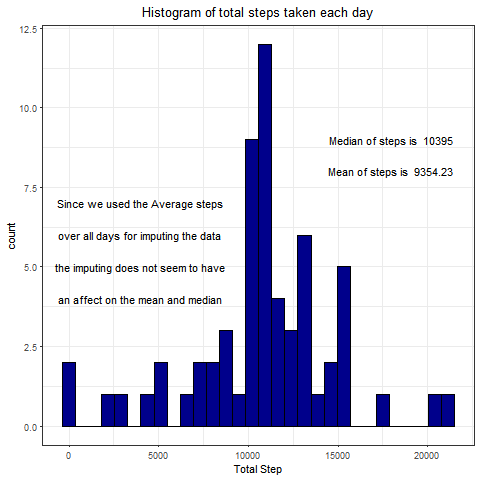 Histogram of total steps taken each day
12.5
10.0
7.5
5.0
2.5
0.0
count
Median of steps is 10395
Mean of steps is 9354.23
Since we used the Average steps
over all days for imputing the data
the imputing does not seem to have
an affect on the mean and median
0 5000 10000 15000 20000
Total Step